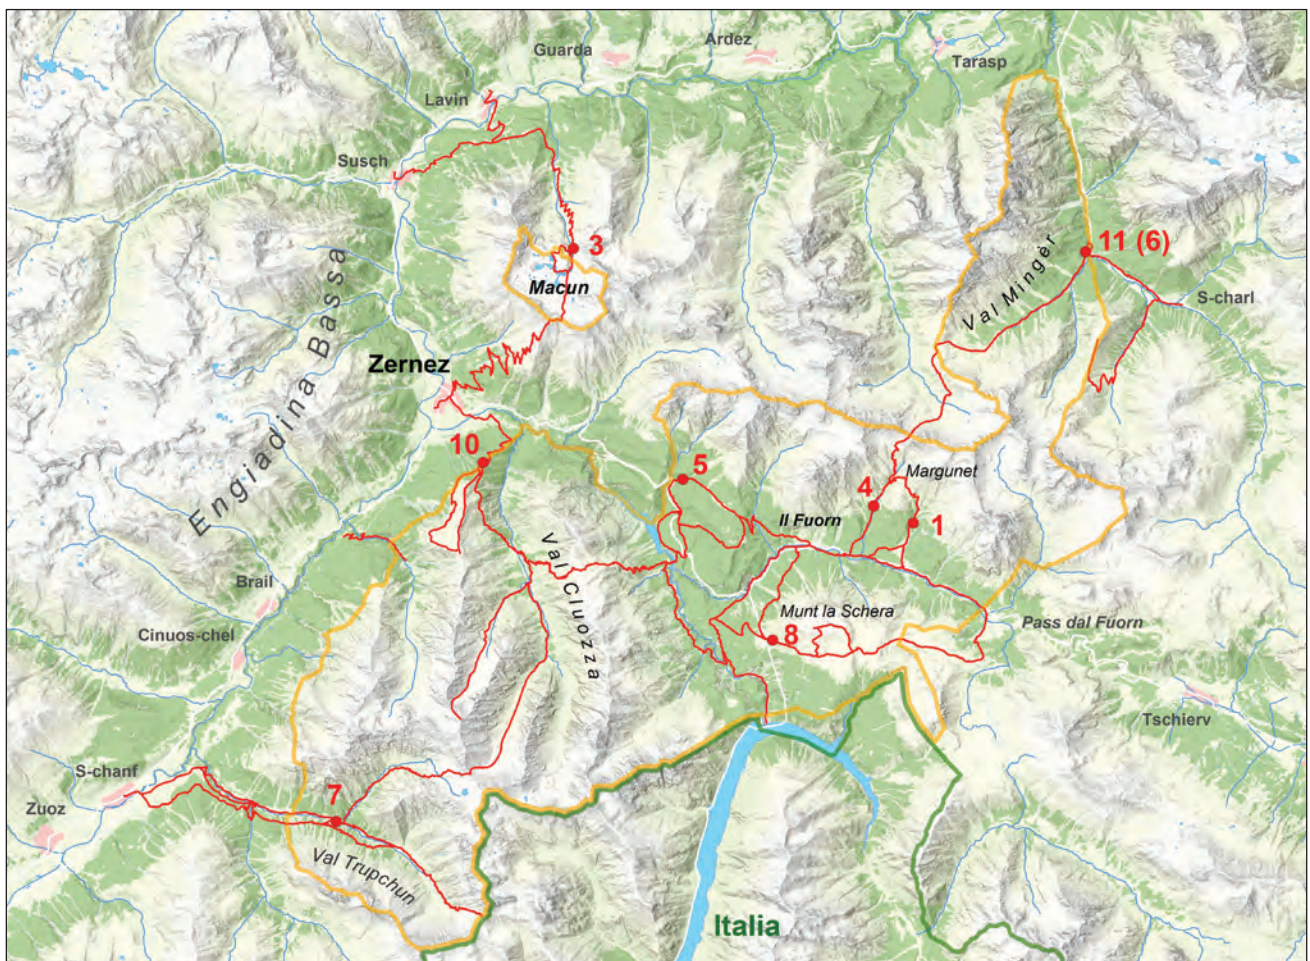 Guarda
Ardez
Tarasp
Lavin
Susch
3
Macun
Val Mingèr
11 (6)
S-charl
Engiadina Bassa
Zernez
10
5
Margunet
4
Il Fuorn
1
Val Cluozza
Brail
Cinuos-chel
Munt la Schera
8
Pass dal Fuorn
Tschierv
S-chanf
Zuoz
7
Val Trupchun
Italia